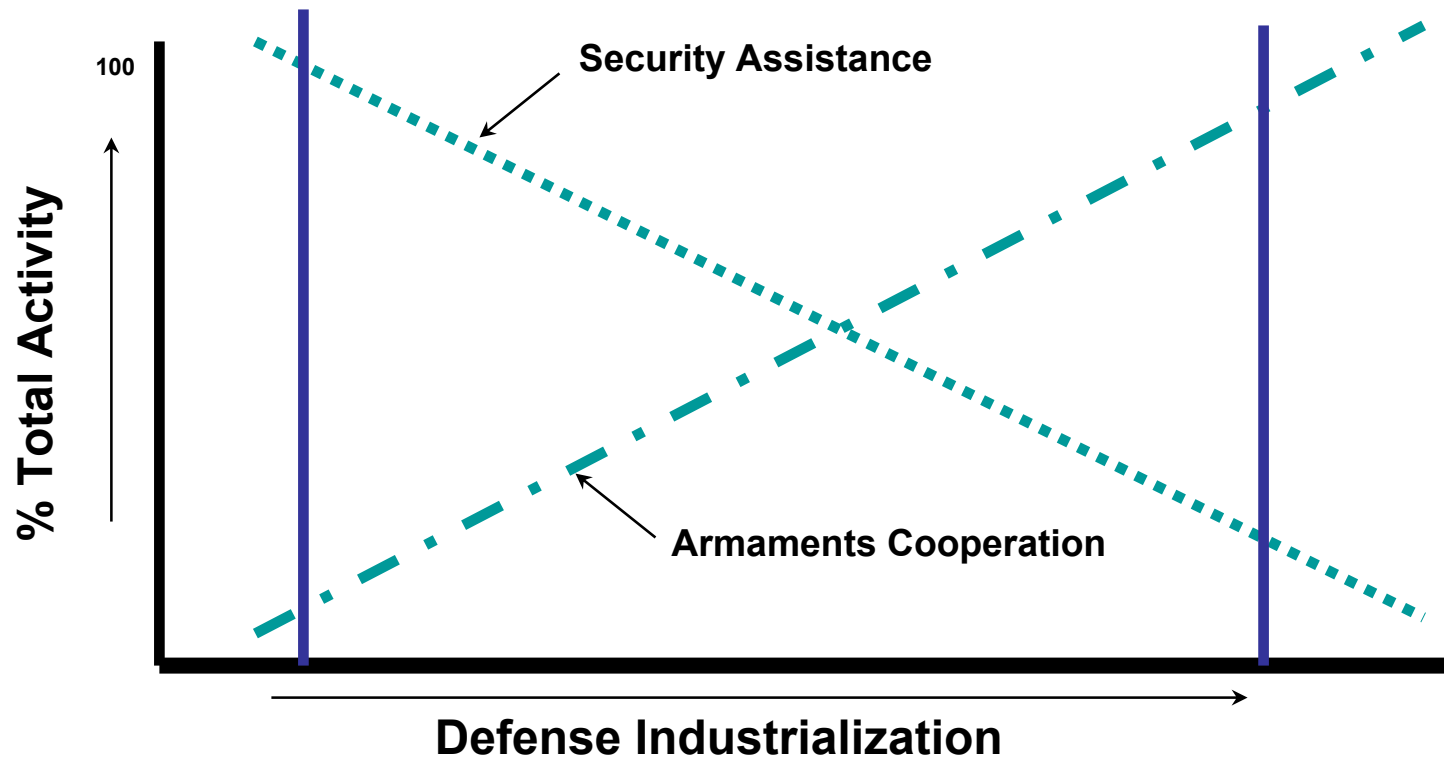 Security Assistance
100
% Total Activity
Armaments Cooperation
Defense Industrialization